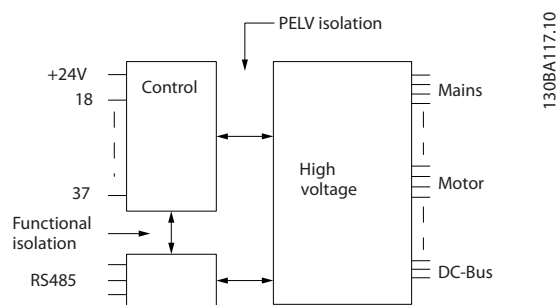 PELV isolation
130BA117.10
+24V
Control
Mains
18
High
voltage
Motor
37
Functional
isolation
RS485
DC-Bus